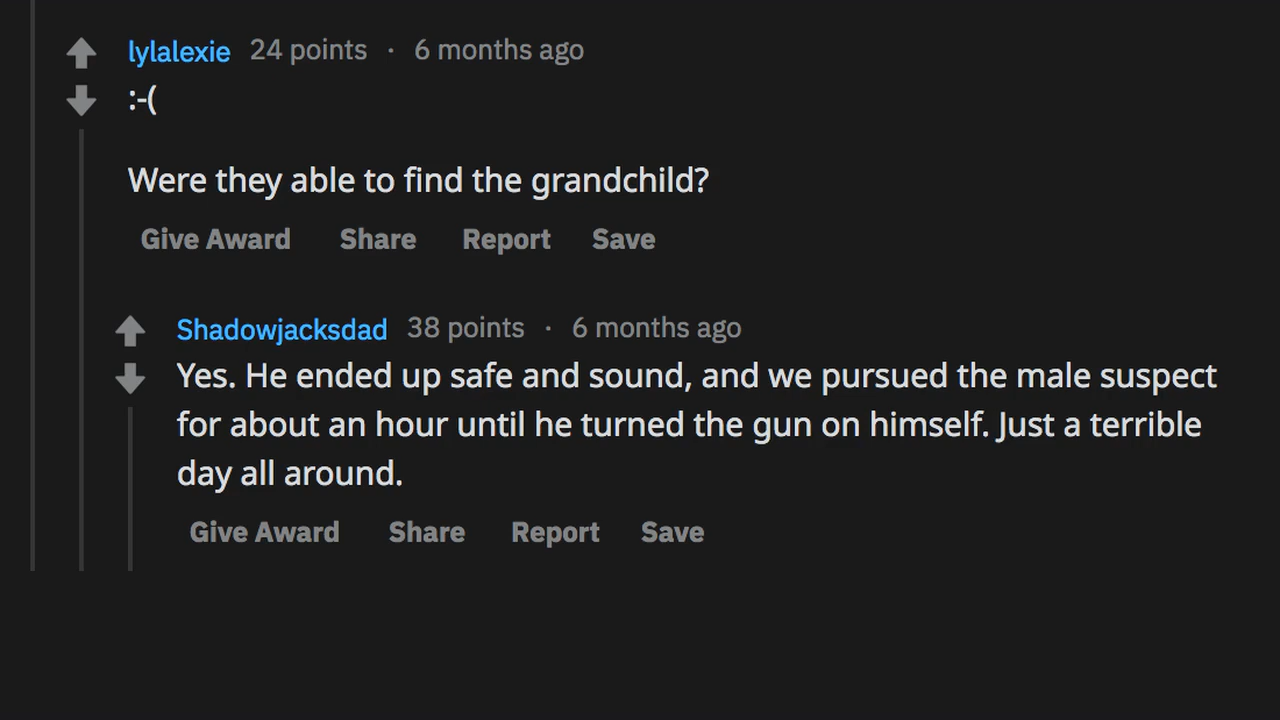 lylalexie 24 points · 6 months ago
:-(
Were they able to find the grandchild?
Give Award Share Report Save
Shadowjacksdad 38 points · 6 months ago
Yes. He ended up safe and sound, and we pursued the male suspect
for about an hour until he turned the gun on himself. Just a terrible
day all around.
Give Award Share Report Save